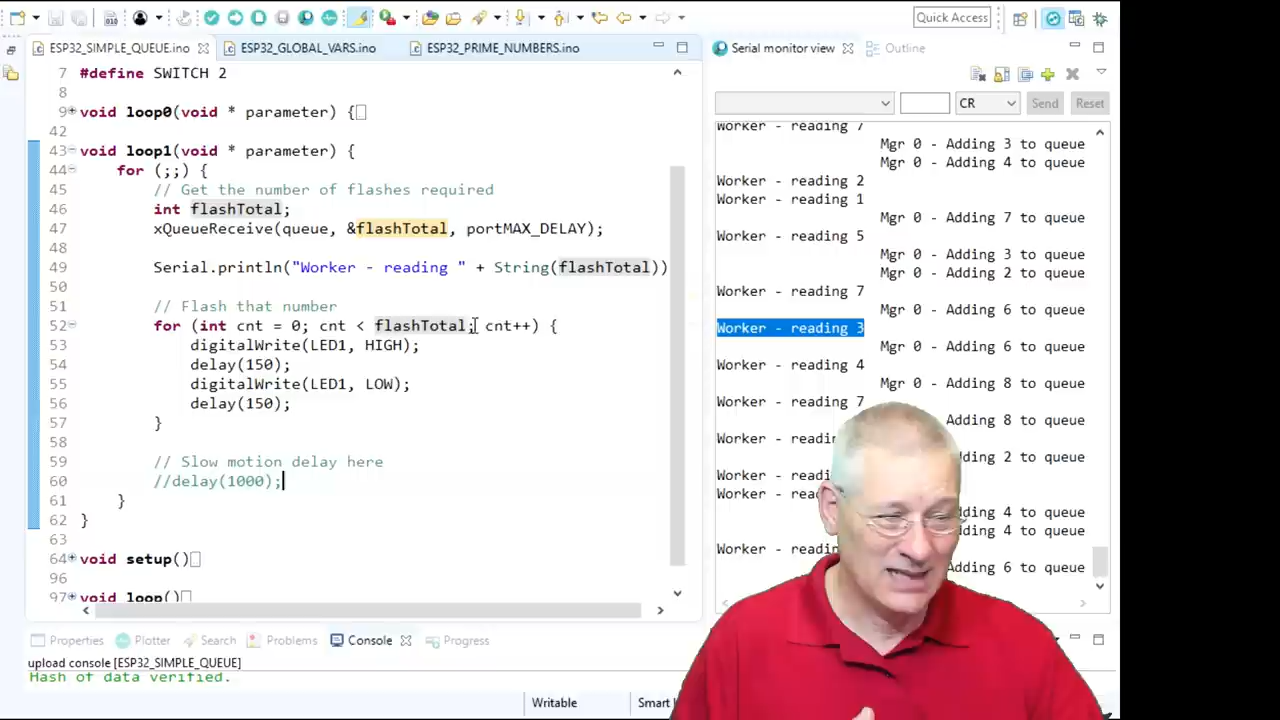 Quick Access
ESP32_SIMPLE_QUEUE.ino
ESP32_GLOBAL_VARS.ino
ESP32_PRIME_NUMBERS.ino
7 #define SWITCH 2
8
9 void loop0(void * parameter) {
42
43 void loop1(void * parameter) {
44 for (;;) {
45 // Get the number of flashes required
46 int flashTotal;
47 xQueueReceive(queue, &flashTotal, portMAX_DELAY);
48
49 Serial.println("Worker - reading " + String(flashTotal))
50
51 // Flash that number
52 for (int cnt = 0; cnt < flashTotal; cnt++) {
53 digitalWrite(LED1, HIGH);
54 delay(150);
55 digitalWrite(LED1, LOW);
56 delay(150);
57 }
58
59 // Slow motion delay here
60 //delay(1000);
61 }
62 }
63
64 void setup()
96
97 void loop()
Serial monitor view
Outline
CR
Send
Reset
Worker - reading 7
Mgr 0 - Adding 3 to queue
Mgr 0 - Adding 4 to queue
Worker - reading 2
Worker - reading 1
Mgr 0 - Adding 7 to queue
Worker - reading 5
Mgr 0 - Adding 3 to queue
Mgr 0 - Adding 2 to queue
Worker - reading 7
Mgr 0 - Adding 6 to queue
Worker - reading 3
Mgr 0 - Adding 6 to queue
Worker - reading 4
Mgr 0 - Adding 8 to queue
Worker - reading 7
Adding 8 to queue
Worker -
Adding 2 to queue
Worker -
Worker -
4 to queue
Adding 4 to queue
Worker -
Adding 6 to queue
Properties
Plotter
Search
Problems
Console
Progress
upload console [ESP32_SIMPLE_QUEUE]
Hash of data verified.
Writable
Smart